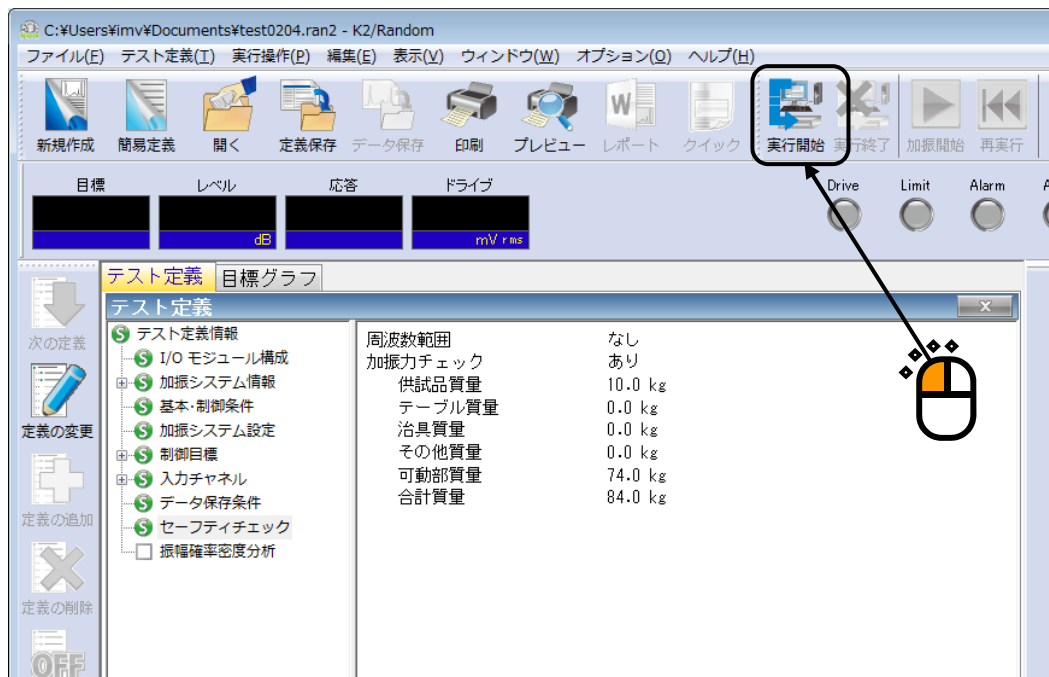 C:¥Users¥imv¥Documents¥test0204.ran2 - K2/Random
ファイル(F) テスト定義(T) 実行操作(P) 編集(E) 表示(V) ウィンドウ(W) オプション(O) ヘルプ(H)
新規作成 簡易定義 開く 定義保存 データ保存 印刷 プレビュー レポート クイック 実行開始 実行終了 加振開始 再実行
目標 レベル 応答 ドライブ Drive Limit Alarm
dB mV rms
テスト定義 目標グラフ
テスト定義
次の定義
定義の変更
定義の追加
定義の削除
OFF
テスト定義情報
I/O モジュール構成
加振システム情報
基本・制御条件
加振システム設定
制御目標
入力チャネル
データ保存条件
セーフティチェック
振幅確率密度分析
周波数範囲 なし
加振力チェック あり
供試品質量 10.0 kg
テーブル質量 0.0 kg
治具質量 0.0 kg
その他質量 0.0 kg
可動部質量 74.0 kg
合計質量 84.0 kg